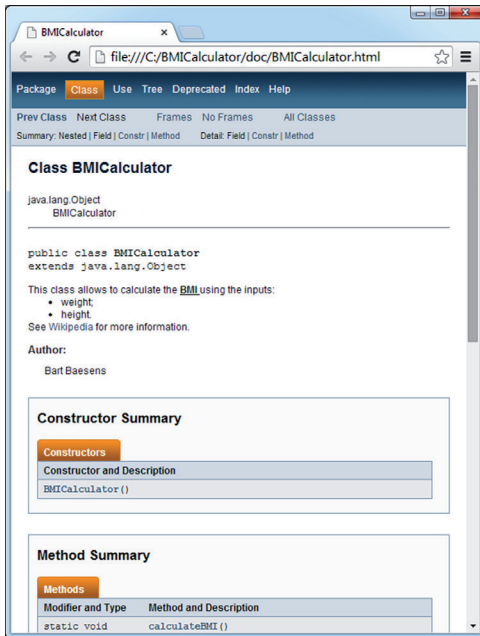 BMICalculator
file:///C:/BMICalculator/doc/BMICalculator.html
Package Class Use Tree Deprecated Index Help
Prev Class Next Class Frames No Frames All Classes
Summary: Nested | Field | Constr | Method Detail: Field | Constr | Method
Class BMICalculator
java.lang.Object
BMICalculator
public class BMICalculator
extends java.lang.Object
This class allows to calculate the BMI using the inputs:
• weight;
• height.
See Wikipedia for more information.
Author:
Bart Baesens
Constructor Summary
Constructors
Constructor and Description
BMICalculator()
Method Summary
Methods
Modifier and Type Method and Description
static void calculateBMI()